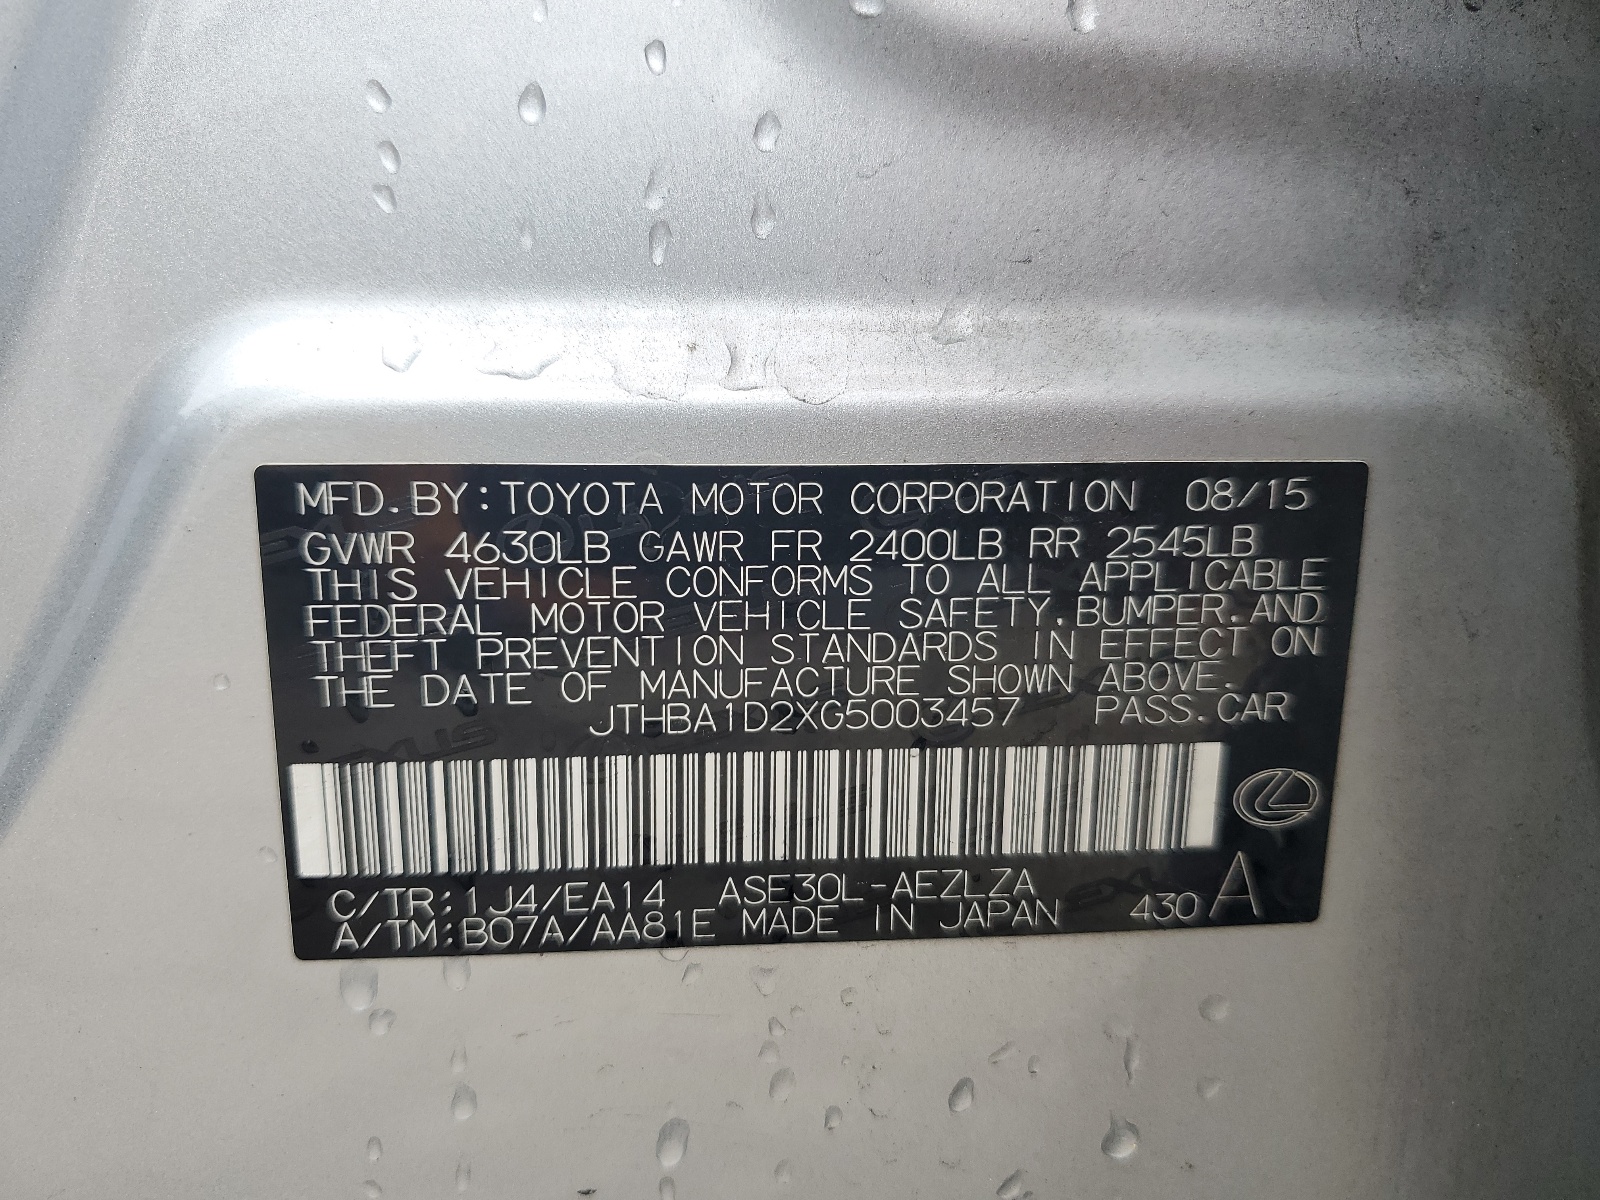 MFD. BY: TOYOTA MOTOR CORPORATION 08/15
GVWR 4630LB GAWR FR 2400LB RR 2545LB
THIS VEHICLE CONFORMS TO ALL APPLICABLE
FEDERAL MOTOR VEHICLE SAFETY, BUMPER, AND
THEFT PREVENTION STANDARDS IN EFFECT ON
THE DATE OF MANUFACTURE SHOWN ABOVE.
JTHBA1D2XG5003457 PASS. CAR
C/TR: 1J4/EA14 ASE30L-AEZLZA
A/TM: B07A/AA81E MADE IN JAPAN 430 A